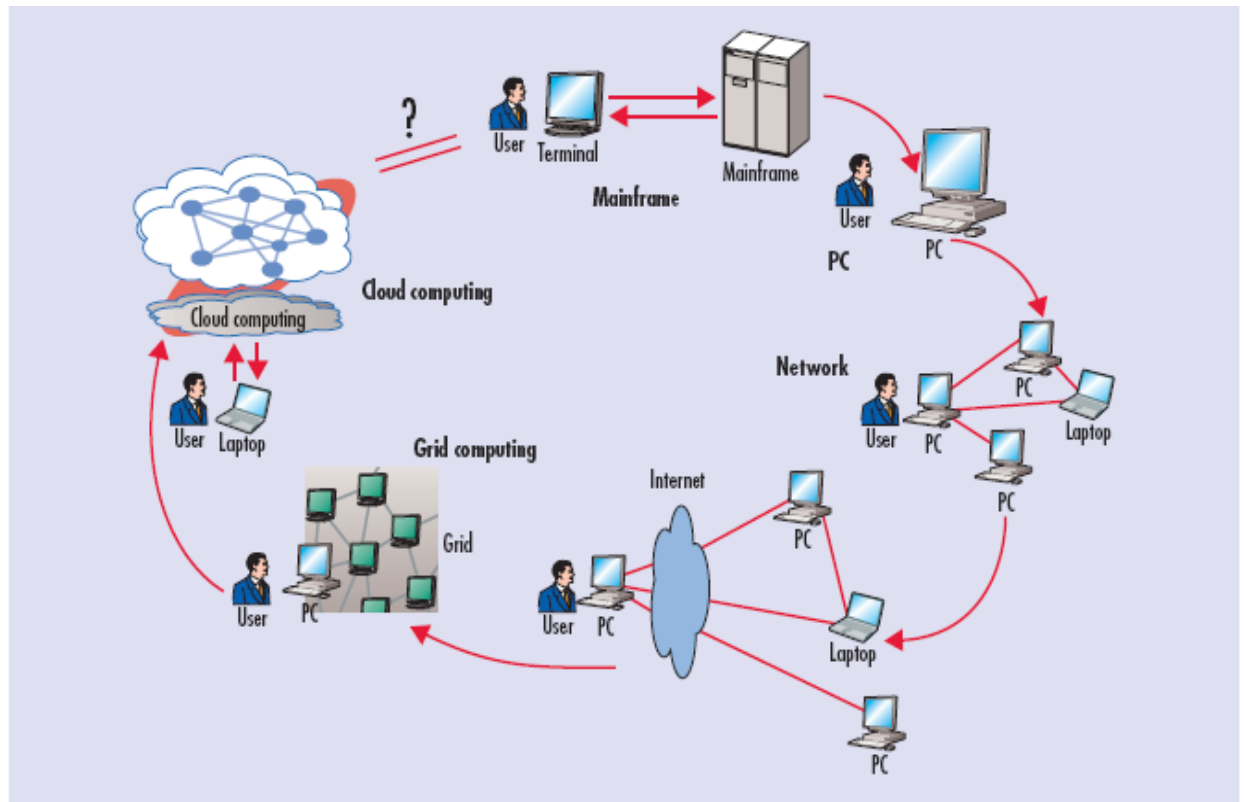 ?
User
Terminal
Mainframe
Mainframe
User
PC
PC
Cloud computing
Cloud computing
User
Laptop
Network
PC
User
PC
Laptop
PC
Grid computing
Internet
Grid
User
PC
User
PC
PC
Laptop
PC